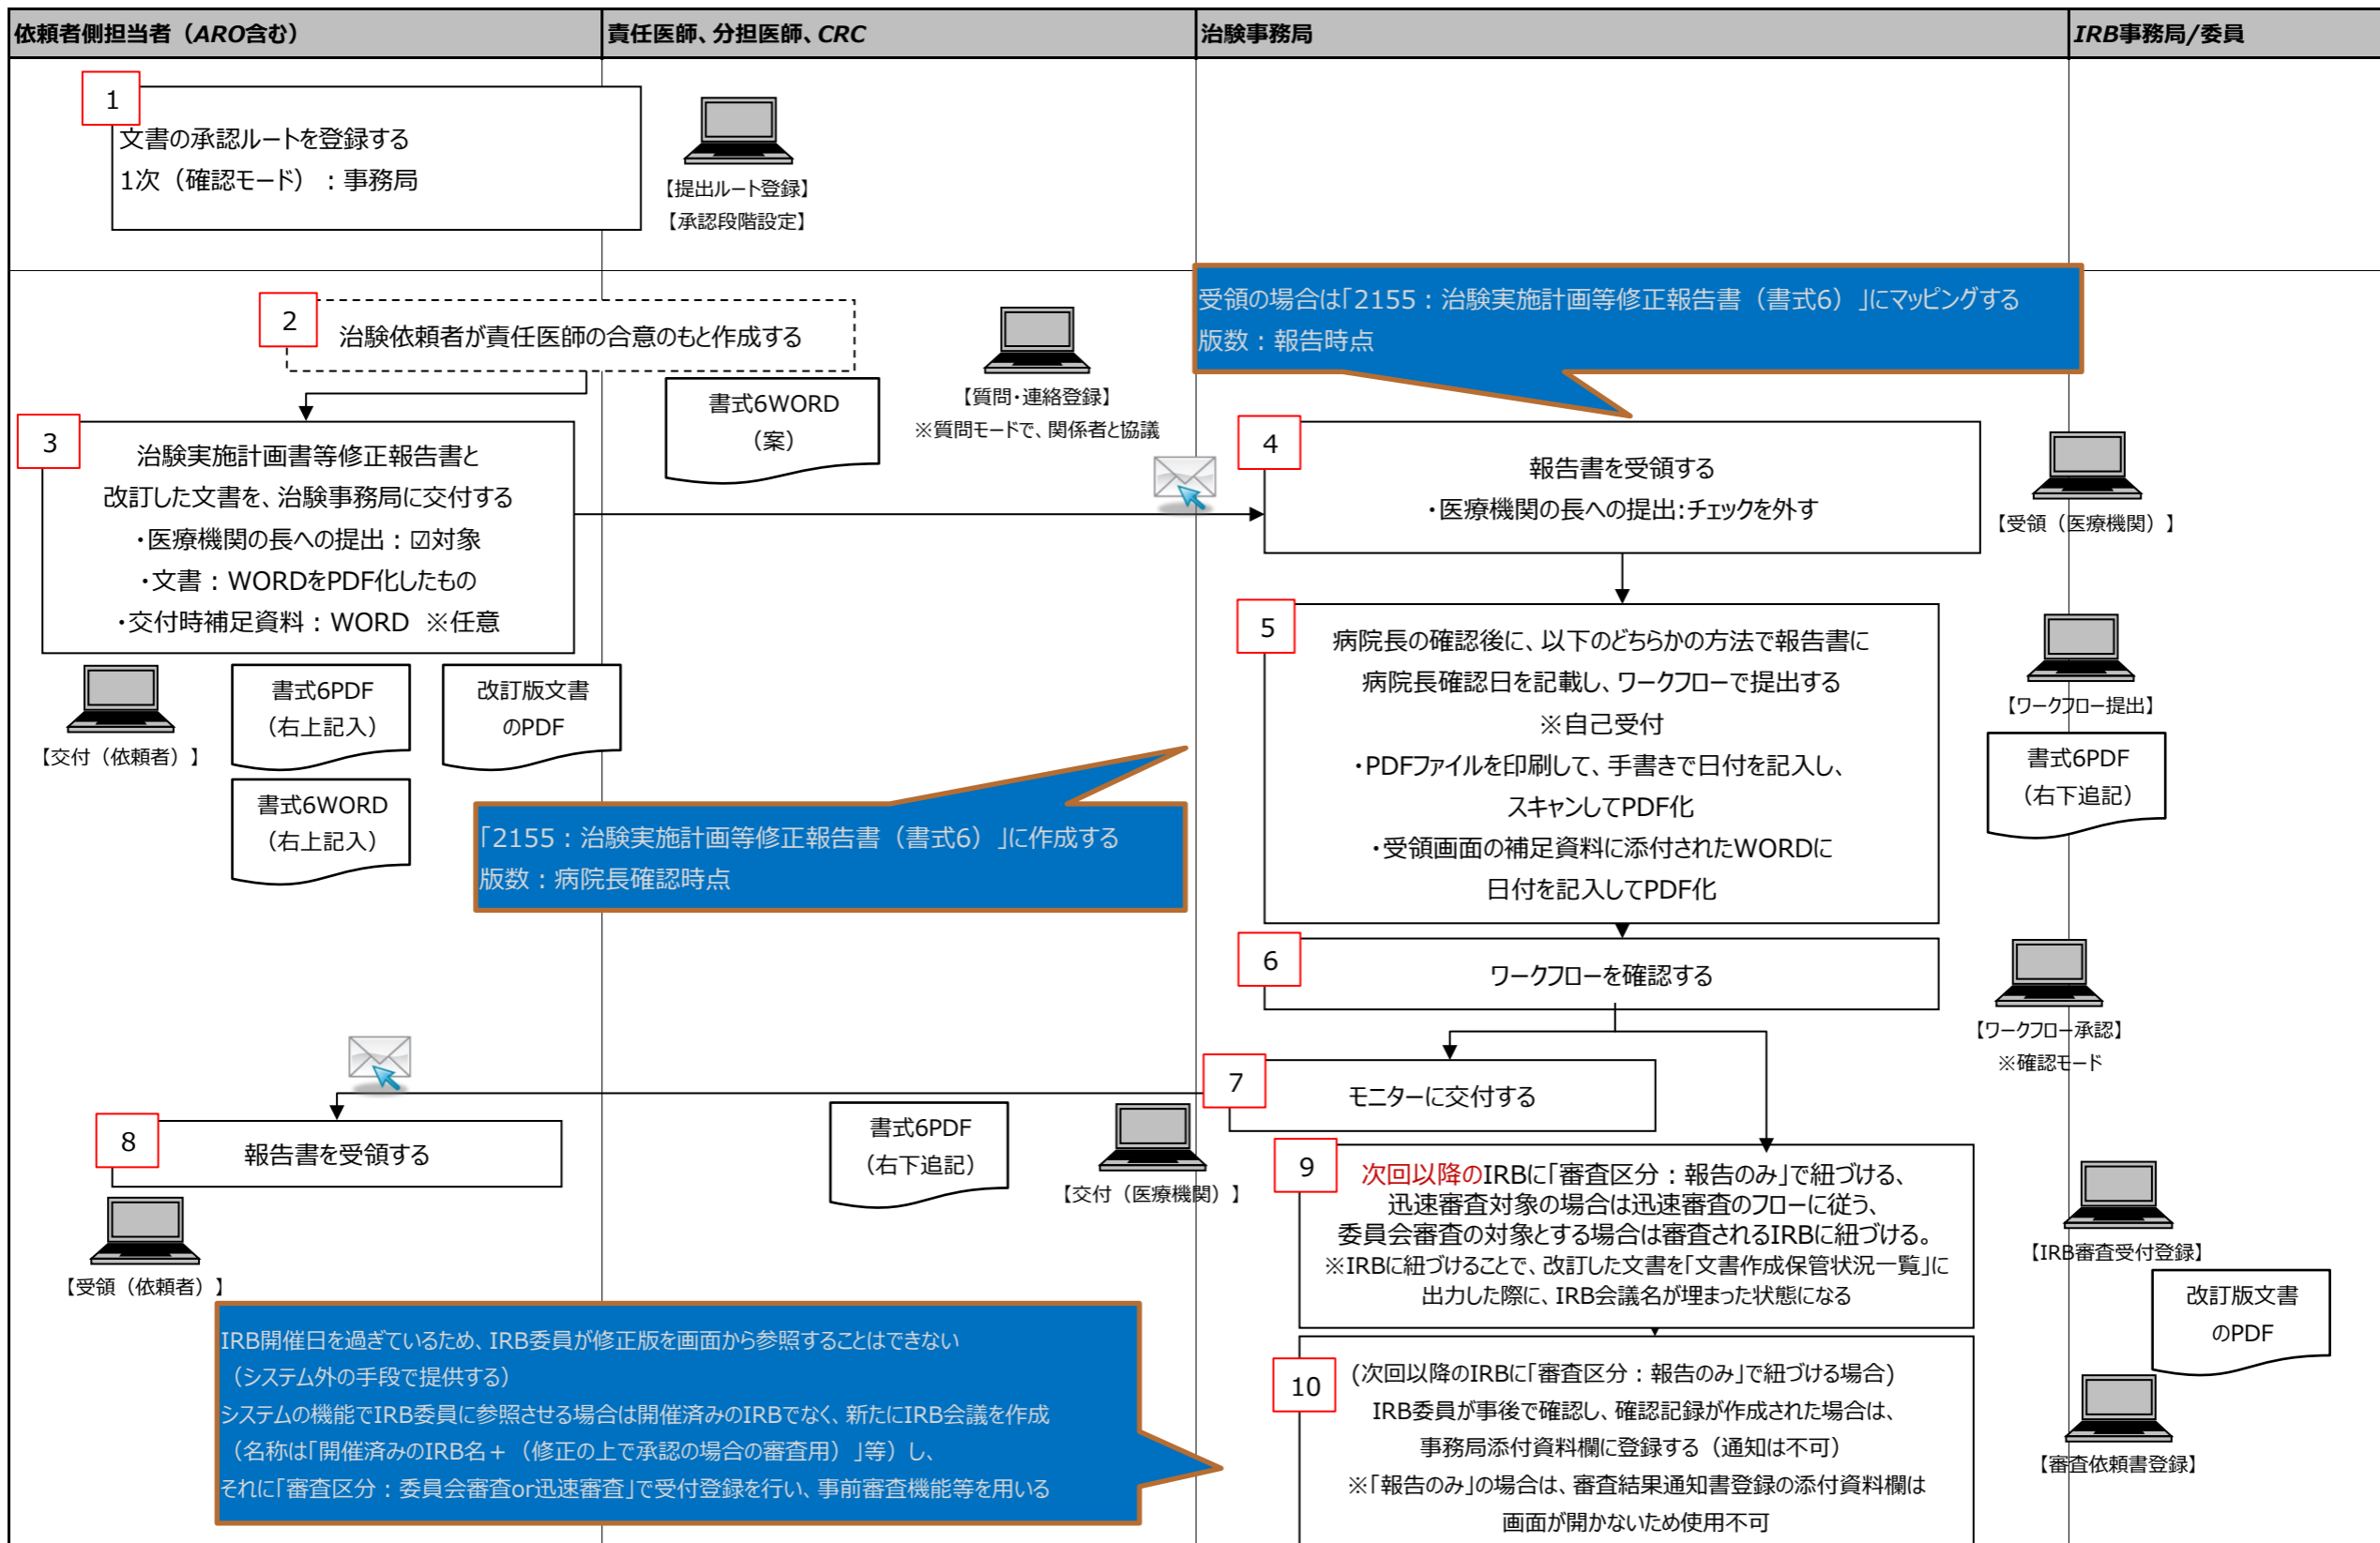 依頼者側担当者（ARO含む）
責任医師、分担医師、CRC
治験事務局
IRB事務局/委員
1
文書の承認ルートを登録する
1次（確認モード）：事務局
【提出ルート登録】
【承認段階設定】
2
治験依頼者が責任医師の合意のもと作成する
書式6WORD
（案）
【質問・連絡登録】
※質問モードで、関係者と協議
受領の場合は「2155：治験実施計画等修正報告書（書式6）」にマッピングする
版数：報告時点
3
治験実施計画書等修正報告書と
改訂した文書を、治験事務局に交付する
・医療機関の長への提出：☑対象
・文書：WORDをPDF化したもの
・交付時補足資料：WORD ※任意
【交付（依頼者）】
書式6PDF
（右上記入）
改訂版文書
のPDF
書式6WORD
（右上記入）
4
報告書を受領する
・医療機関の長への提出：チェックを外す
【受領（医療機関）】
5
病院長の確認後に、以下のどちらかの方法で報告書に
病院長確認日を記載し、ワークフローで提出する
※自己受付
・PDFファイルを印刷して、手書きで日付を記入し、
スキャンしてPDF化
・受領画面の補足資料に添付されたWORDに
日付を記入してPDF化
【ワークフロー提出】
書式6PDF
（右下追記）
「2155：治験実施計画等修正報告書（書式6）」に作成する
版数：病院長確認時点
6
ワークフローを確認する
【ワークフロー承認】
※確認モード
7
モニターに交付する
書式6PDF
（右下追記）
【交付（医療機関）】
8
報告書を受領する
【受領（依頼者）】
9
次回以降のIRBに「審査区分：報告のみ」で紐づける、
迅速審査対象の場合は迅速審査のフローに従う、
委員会審査の対象とする場合は審査されるIRBに紐づける。
※IRBに紐づけることで、改訂した文書を「文書作成保管状況一覧」に
出力した際に、IRB会議名が埋まった状態になる
【IRB審査受付登録】
改訂版文書
のPDF
IRB開催日を過ぎているため、IRB委員が修正版を画面から参照することはできない
（システム外の手段で提供する）
システムの機能でIRB委員に参照させる場合は開催済みのIRBでなく、新たにIRB会議を作成
（名称は「開催済みのIRB名＋（修正の上で承認の場合の審査用）」等）し、
それに「審査区分：委員会審査or迅速審査」で受付登録を行い、事前審査機能等を用いる
10
(次回以降のIRBに「審査区分：報告のみ」で紐づける場合)
IRB委員が事後で確認し、確認記録が作成された場合は、
事務局添付資料欄に登録する（通知は不可）
※「報告のみ」の場合は、審査結果通知書登録の添付資料欄は
画面が開かないため使用不可
【審査依頼書登録】